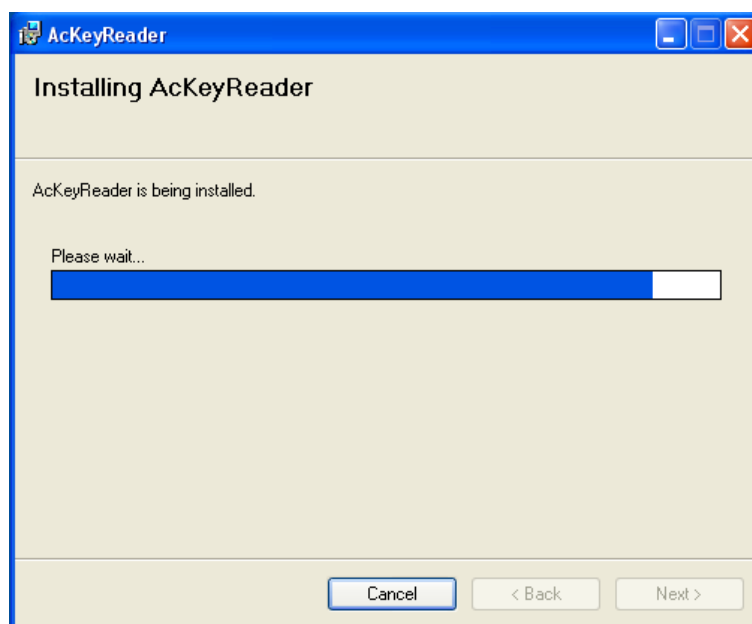 AcKeyReader
Installing AcKeyReader
AcKeyReader is being installed.
Please wait...
Cancel
< Back
Next >